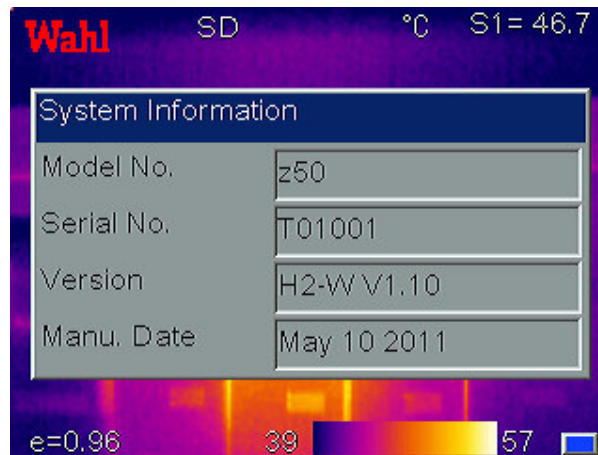 Wahl SD °C S1= 46.7
System Information
Model No. z50
Serial No. T01001
Version H2-W V1.10
Manu. Date May 10 2011
e=0.96 39 57